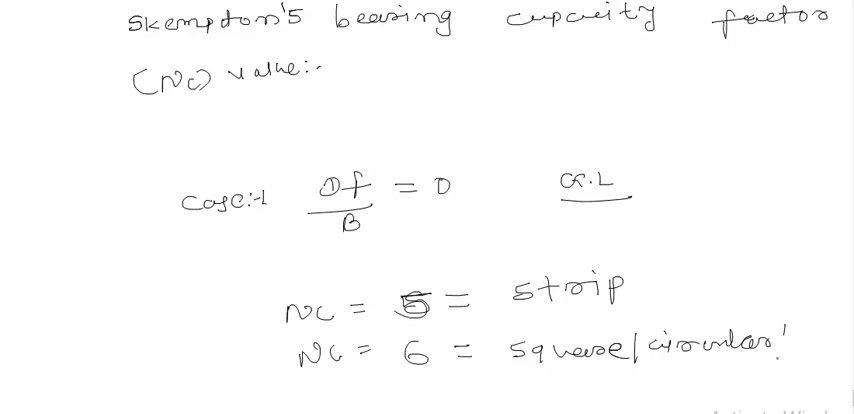 Skempton's bearing capacity factor
(Nc) value:.
Case:-1 Df/B = 0 G.L
Nc = 5 = strip
Nc = 6 = square/circular!